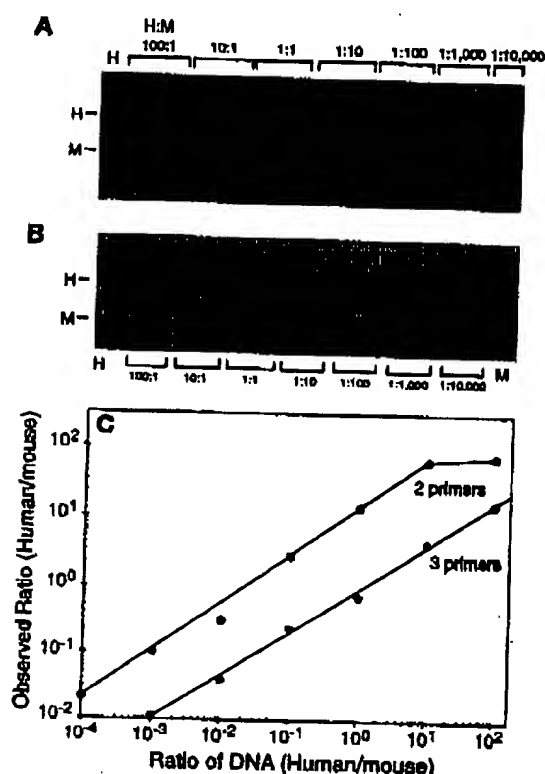 A
H:M
H 100:1 10:1 1:1 1:10 1:100 1:1,000 1:10,000
H–
M–
B
H–
M–
H 100:1 10:1 1:1 1:10 1:100 1:1,000 1:10,000 M
C
Observed Ratio (Human/mouse)
10²
10¹
10⁰
10⁻¹
10⁻²
2 primers
3 primers
10⁻⁴ 10⁻³ 10⁻² 10⁻¹ 10⁰ 10¹ 10²
Ratio of DNA (Human/mouse)